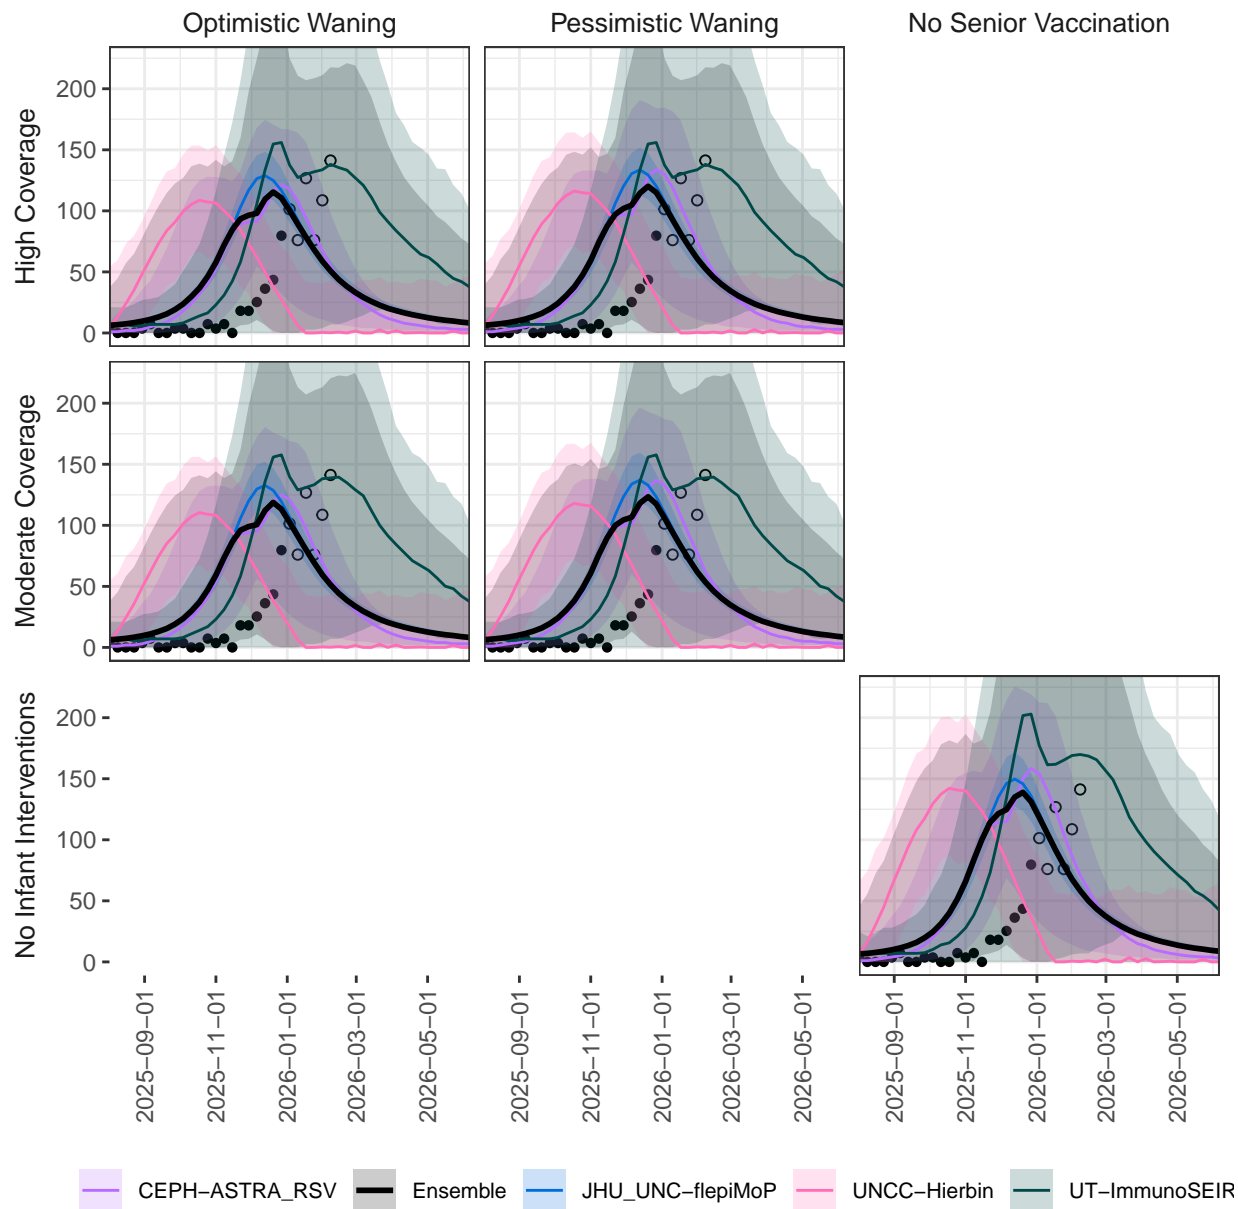 Optimistic Waning
Pessimistic Waning
No Senior Vaccination
High Coverage
200
150
100
50
0
Moderate Coverage
200
150
100
50
0
No Infant Interventions
200
150
100
50
0
2025−09−01
2025−11−01
2026−01−01
2026−03−01
2026−05−01
2025−09−01
2025−11−01
2026−01−01
2026−03−01
2026−05−01
2025−09−01
2025−11−01
2026−01−01
2026−03−01
2026−05−01
CEPH−ASTRA_RSV
Ensemble
JHU_UNC−flepiMoP
UNCC−Hierbin
UT−ImmunoSEIR